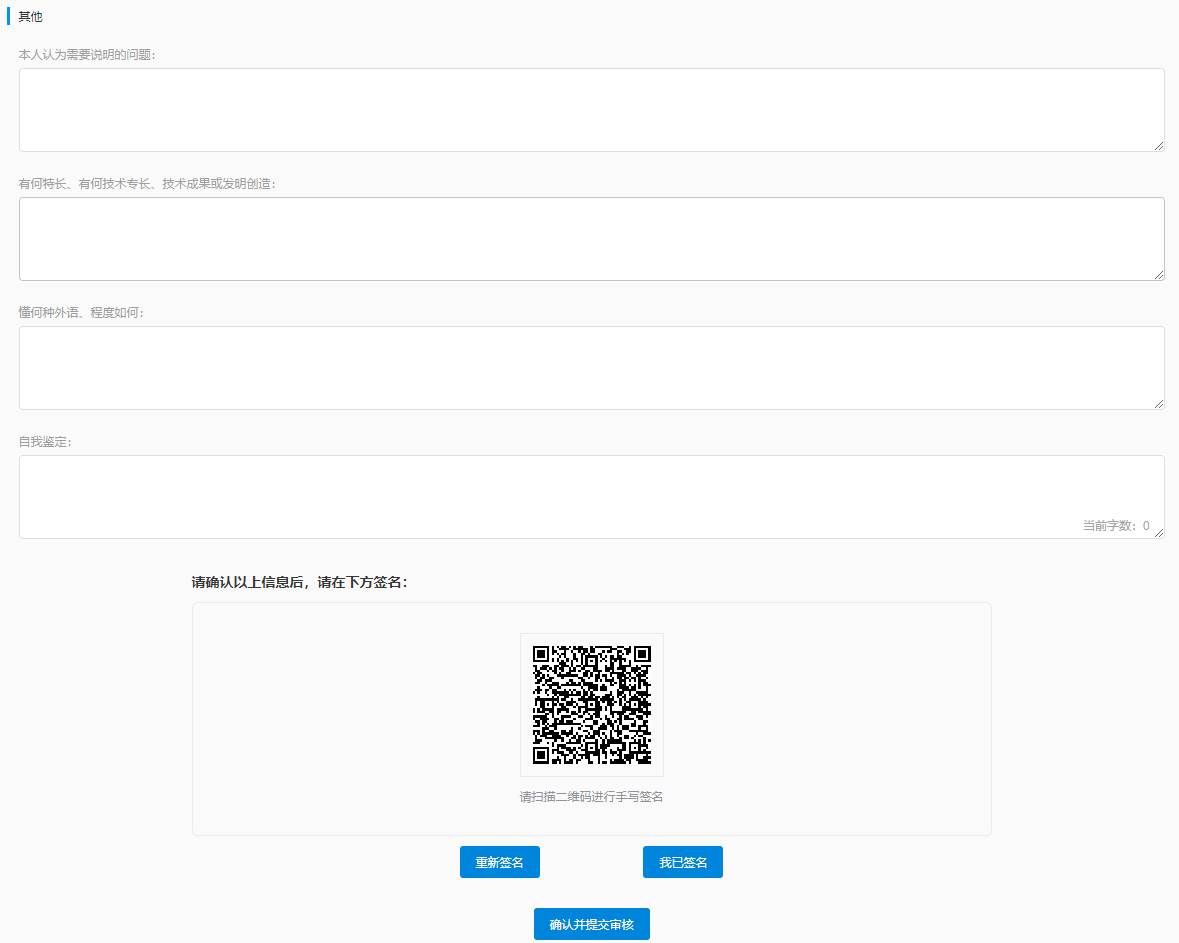 其他
本人认为需要说明的问题:
有何特长、有何技术专长、技术成果或发明创造:
懂何种外语、程度如何:
自我鉴定:
当前字数：0
请确认以上信息后，请在下方签名：
请扫描二维码进行手写签名
重新签名
我已签名
确认并提交审核